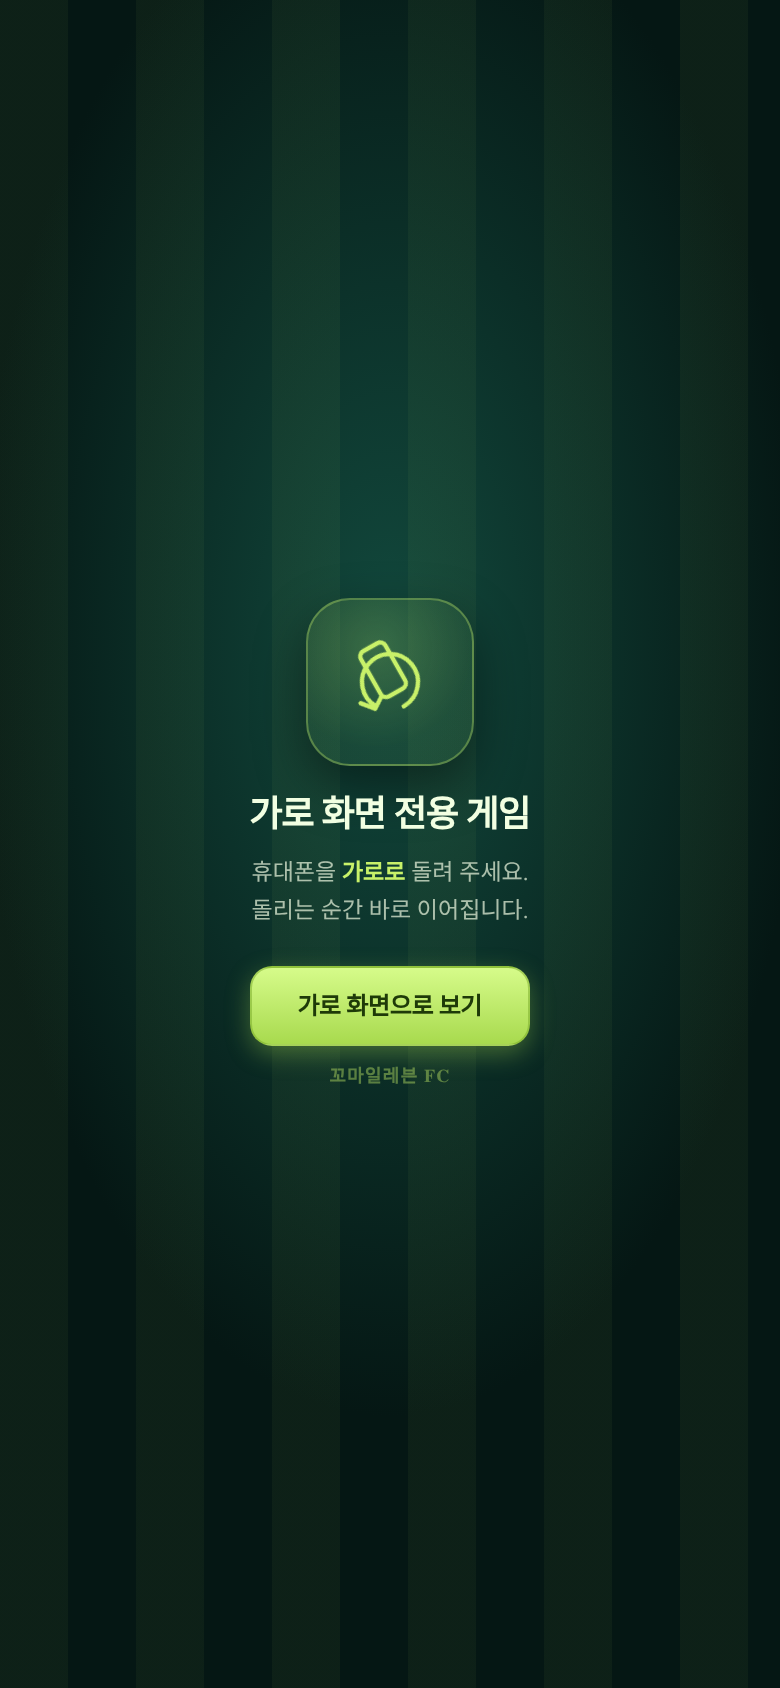 가로 화면 전용 게임
휴대폰을 가로로 돌려 주세요.
돌리는 순간 바로 이어집니다.
가로 화면으로 보기
꼬마일레븐 FC